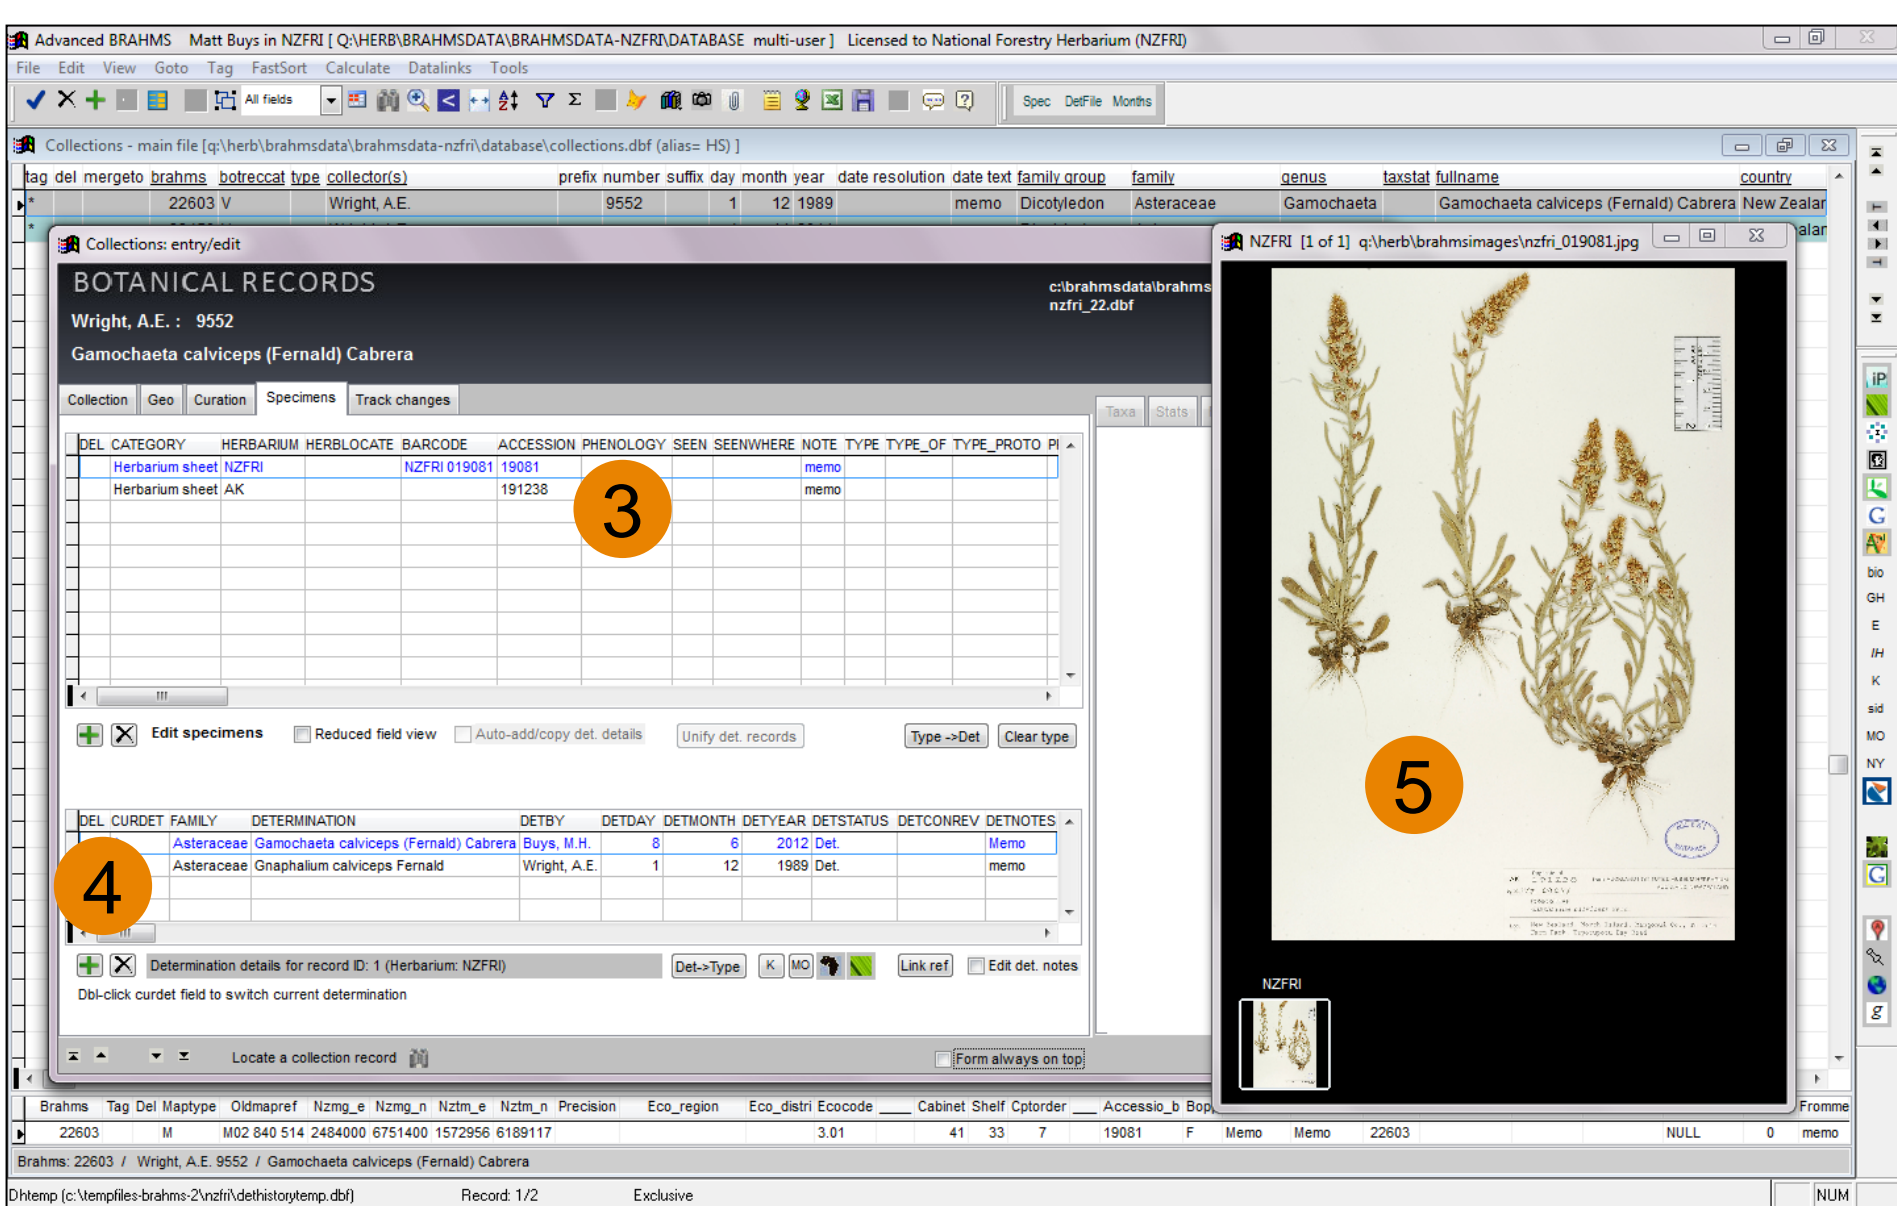 Advanced BRAHMS Matt Buys in NZFRI [ Q:\HERB\BRAHMSDATA\BRAHMSDATA-NZFRI\DATABASE multi-user ] Licensed to National Forestry Herbarium (NZFRI)
File Edit View Goto Tag FastSort Calculate Datalinks Tools
All fields Spec DetFile Months
Collections - main file [q:\herb\brahmsdata\brahmsdata-nzfri\database\collections.dbf (alias= HS) ]
tag del mergeto brahms botreccat type collector(s) prefix number suffix day month year date resolution date text family group family genus taxstat fullname country
* 22603 V Wright, A.E. 9552 1 12 1989 memo Dicotyledon Asteraceae Gamochaeta Gamochaeta calviceps (Fernald) Cabrera New Zealar
*
alar
Collections: entry/edit
NZFRI [1 of 1] q:\herb\brahmsimages\nzfri_019081.jpg
BOTANICAL RECORDS
c:\brahmsdata\brahms
nzfri_22.dbf
Wright, A.E. : 9552
Gamochaeta calviceps (Fernald) Cabrera
Collection Geo Curation Specimens Track changes
Taxa Stats
DEL CATEGORY HERBARIUM HERBLOCATE BARCODE ACCESSION PHENOLOGY SEEN SEENWHERE NOTE TYPE TYPE_OF TYPE_PROTO PI
Herbarium sheet NZFRI NZFRI 019081 19081 memo
Herbarium sheet AK 191238 memo
3
Edit specimens Reduced field view Auto-add/copy det. details Unify det. records Type ->Det Clear type
5
DEL CURDET FAMILY DETERMINATION DETBY DETDAY DETMONTH DETYEAR DETSTATUS DETCONREV DETNOTES
Asteraceae Gamochaeta calviceps (Fernald) Cabrera Buys, M.H. 8 6 2012 Det. Memo
Asteraceae Gnaphalium calviceps Fernald Wright, A.E. 1 12 1989 Det. memo
4
Determination details for record ID: 1 (Herbarium: NZFRI) Det->Type K MO Link ref Edit det. notes
Dbl-click curdet field to switch current determination
NZFRI
Locate a collection record Form always on top
iP
G
bio
GH
E
IH
K
sid
MO
NY
G
g
Brahms Tag Del Maptype Oldmapref Nzmg_e Nzmg_n Nztm_e Nztm_n Precision Eco_region Eco_distri Ecocode ____ Cabinet Shelf Cptorder ___ Accessio_b Bop Fromme
22603 M M02 840 514 2484000 6751400 1572956 6189117 3.01 41 33 7 19081 F Memo Memo 22603 NULL 0 memo
Brahms: 22603 / Wright, A.E. 9552 / Gamochaeta calviceps (Fernald) Cabrera
Dhtemp (c:\tempfiles-brahms-2\nzfri\dethistorytemp.dbf) Record: 1/2 Exclusive NUM